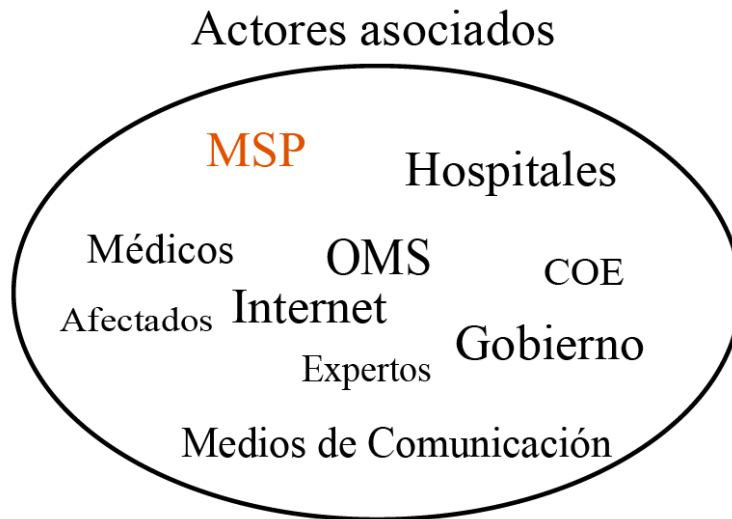 Actores asociados
MSP
Hospitales
Médicos
OMS
COE
Afectados
Internet
Gobierno
Expertos
Medios de Comunicación